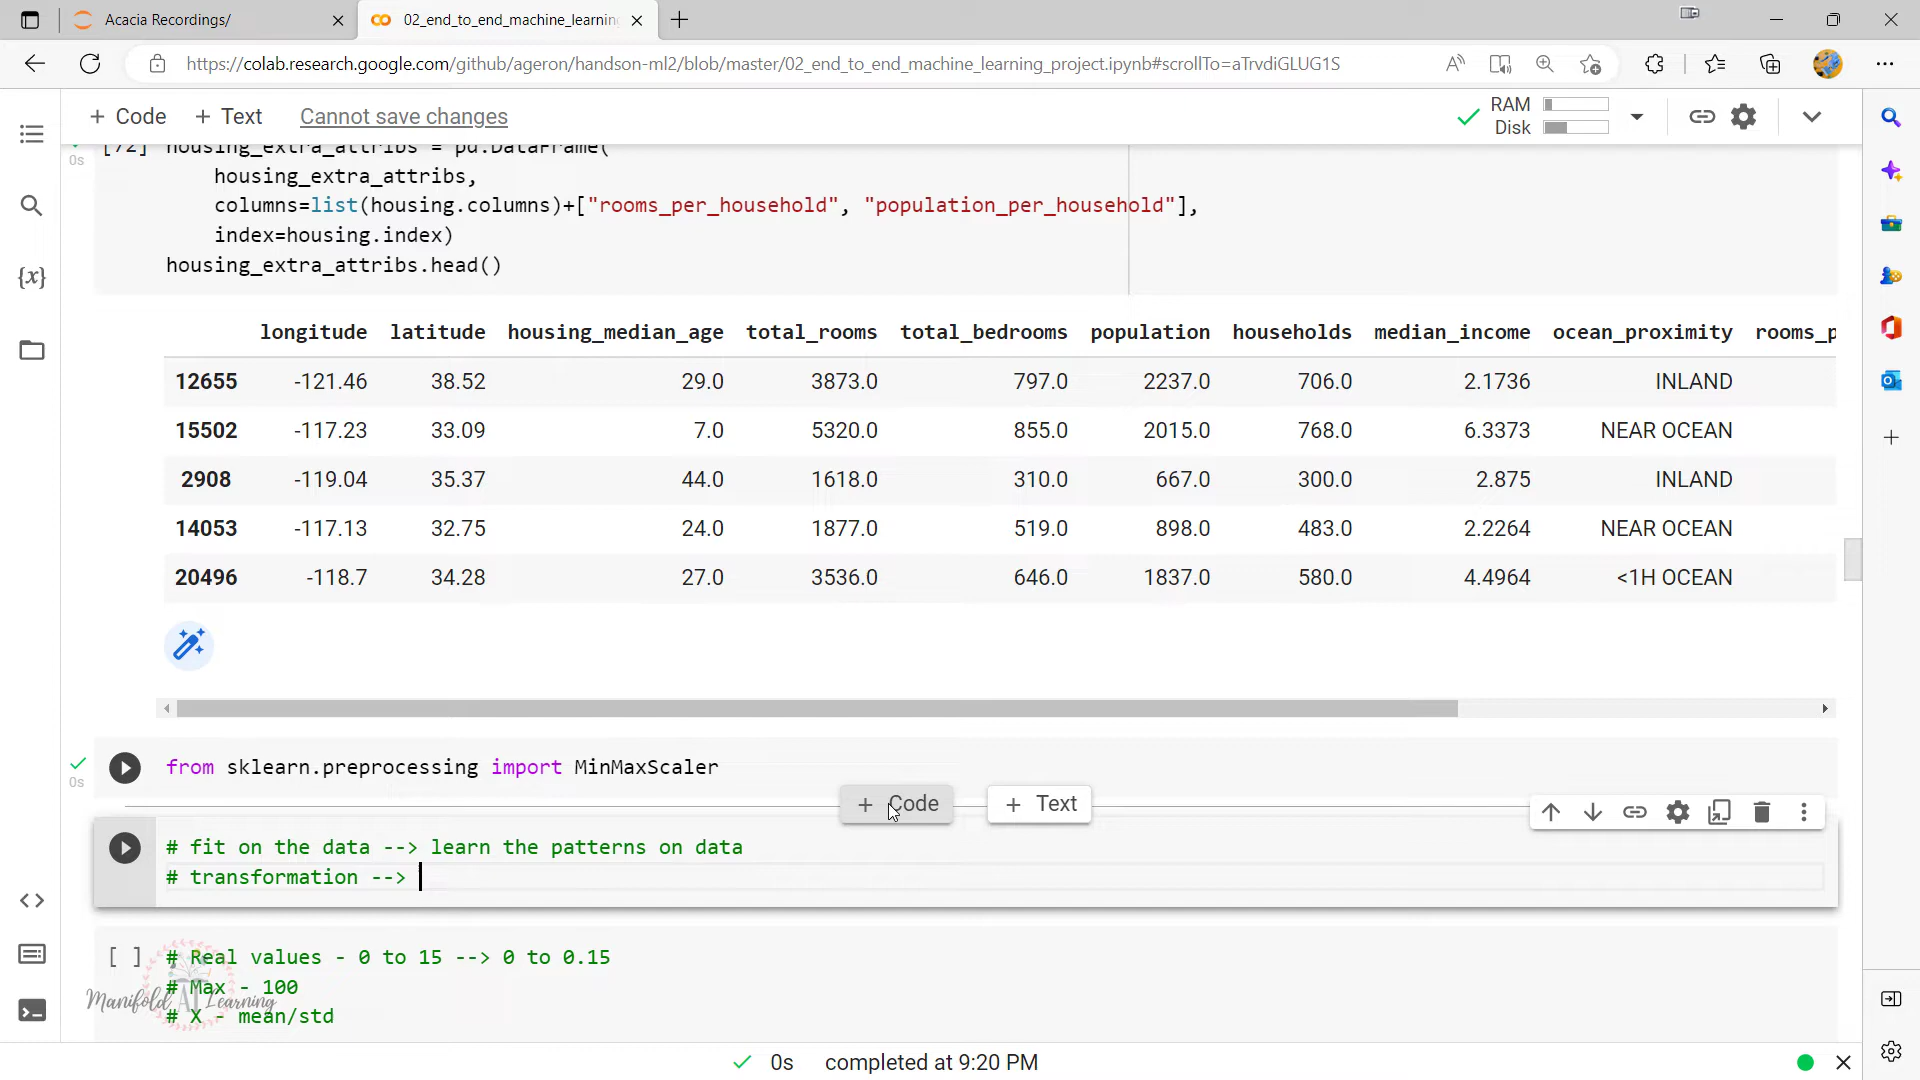 Acacia Recordings/
02_end_to_end_machine_learning
https://colab.research.google.com/github/ageron/handson-ml2/blob/master/02_end_to_end_machine_learning_project.ipynb#scrollTo=aTrvdiGLUG1S
+ Code + Text Cannot save changes
RAM
Disk
[72] housing_extra_attribs = pd.DataFrame(
0s
housing_extra_attribs,
columns=list(housing.columns)+["rooms_per_household", "population_per_household"],
index=housing.index)
housing_extra_attribs.head()
longitude latitude housing_median_age total_rooms total_bedrooms population households median_income ocean_proximity rooms_p
12655 -121.46 38.52 29.0 3873.0 797.0 2237.0 706.0 2.1736 INLAND
15502 -117.23 33.09 7.0 5320.0 855.0 2015.0 768.0 6.3373 NEAR OCEAN
2908 -119.04 35.37 44.0 1618.0 310.0 667.0 300.0 2.875 INLAND
14053 -117.13 32.75 24.0 1877.0 519.0 898.0 483.0 2.2264 NEAR OCEAN
20496 -118.7 34.28 27.0 3536.0 646.0 1837.0 580.0 4.4964 <1H OCEAN
from sklearn.preprocessing import MinMaxScaler
0s
+ Code + Text
# fit on the data --> learn the patterns on data
# transformation -->
[ ] # Real values - 0 to 15 --> 0 to 0.15
# Max - 100
Manifold AI Learning
# X - mean/std
0s completed at 9:20 PM